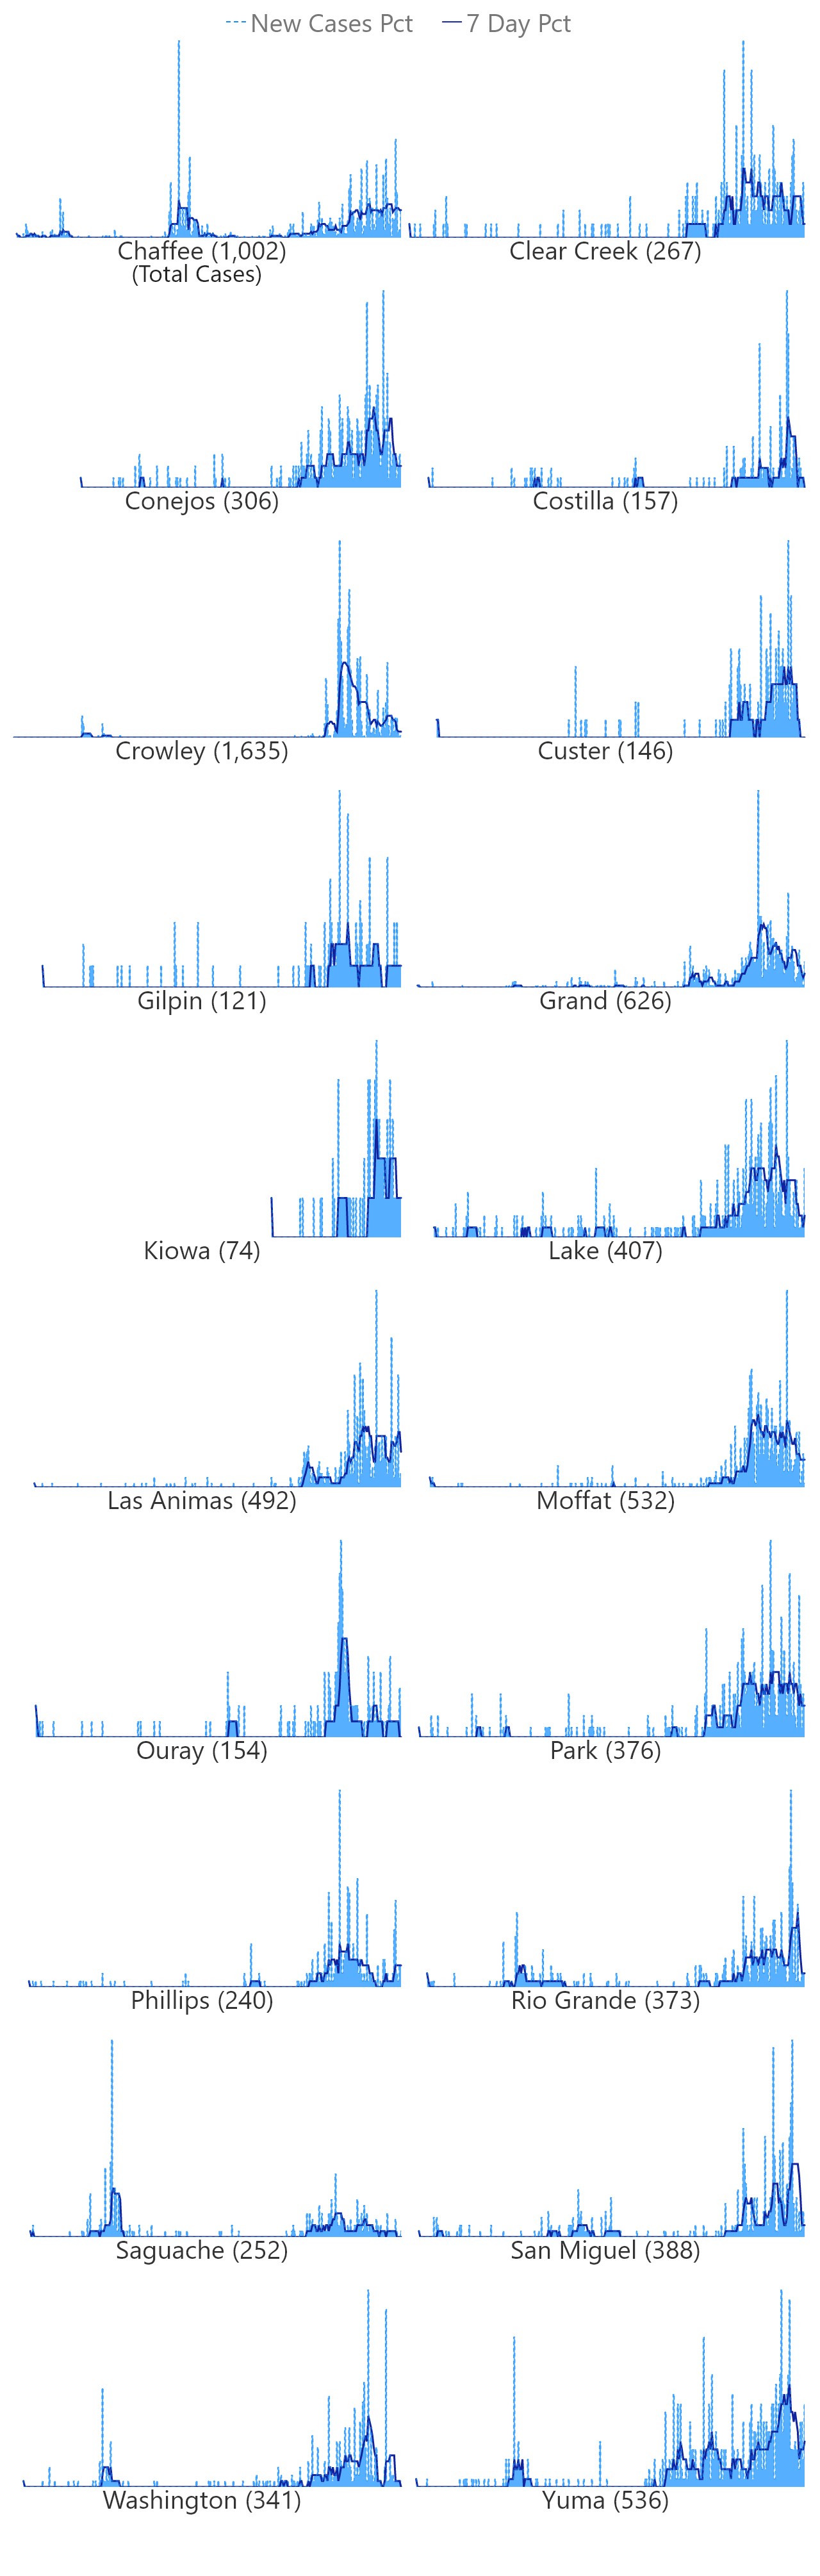 New Cases Pct 7 Day Pct
Chaffee (1,002) Clear Creek (267)
(Total Cases)
Conejos (306) Costilla (157)
Crowley (1,635) Custer (146)
Gilpin (121) Grand (626)
Kiowa (74) Lake (407)
Las Animas (492) Moffat (532)
Ouray (154) Park (376)
Phillips (240) Rio Grande (373)
Saguache (252) San Miguel (388)
Washington (341) Yuma (536)